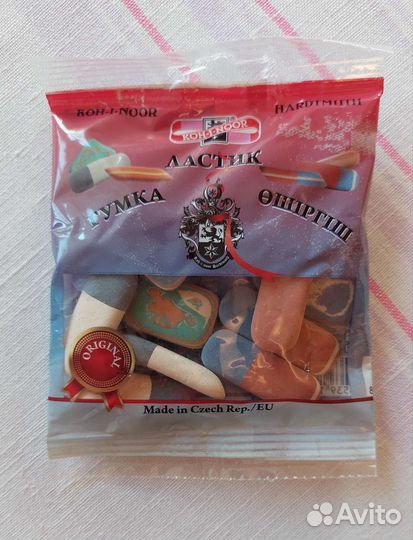 KOH-I-NOOR
HARDTMUTH
KOH-I-NOOR
ЛАСТИК
ГУМКА
ӨШІРГІШ
ORIGINAL
Made in Czech Rep./EU
Avito